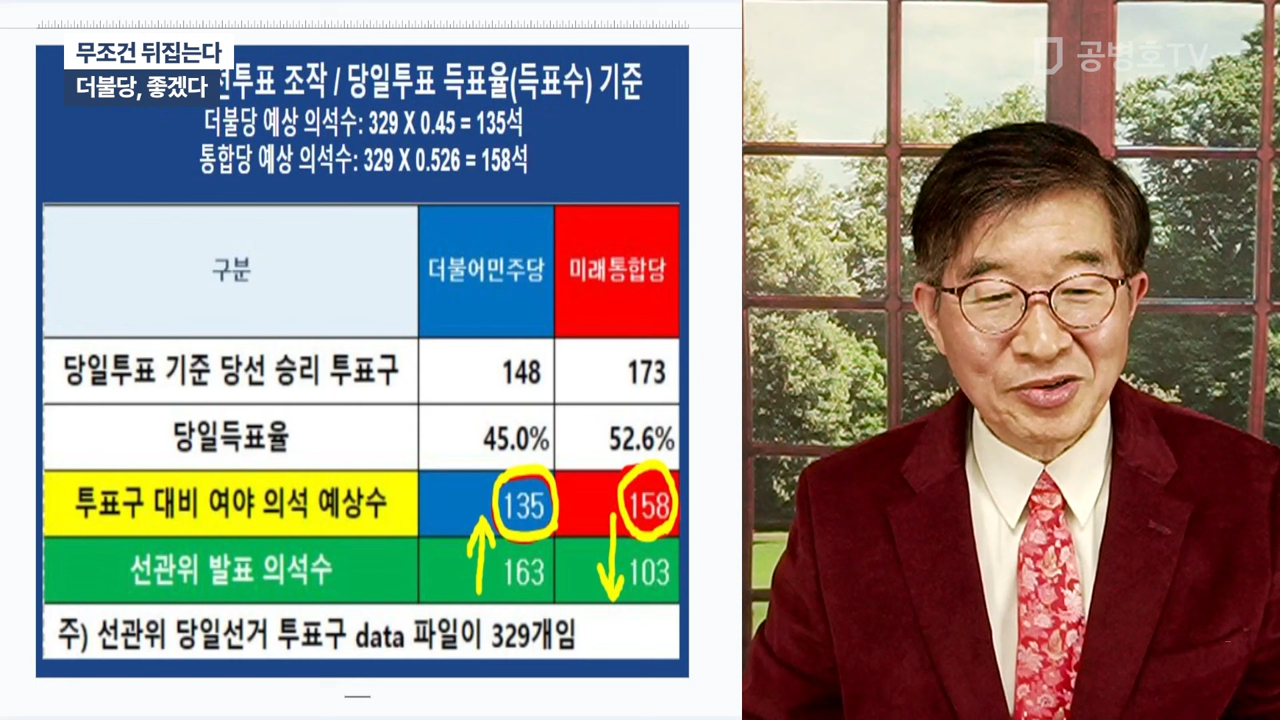 무조건 뒤집는다
더불당, 좋겠다
공병호TV
조작 / 당일투표 득표율(득표수) 기준
더불당 예상 의석수: 329 X 0.45 = 135석
통합당 예상 의석수: 329 X 0.526 = 158석
구분 더불어민주당 미래통합당
당일투표 기준 당선 승리 투표구 148 173
당일득표율 45.0% 52.6%
투표구 대비 여야 의석 예상수 135 158
선관위 발표 의석수 163 103
주) 선관위 당일선거 투표구 data 파일이 329개임